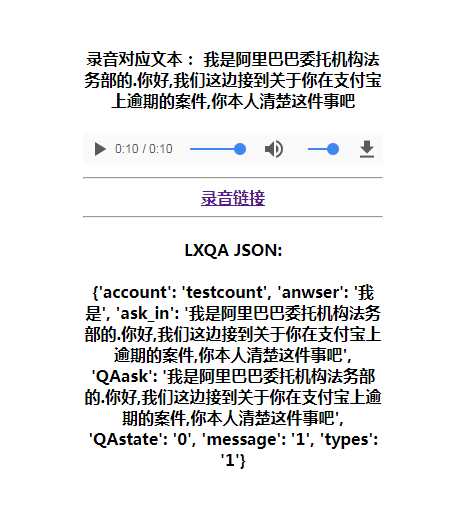 录音对应文本 ： 我是阿里巴巴委托机构法
务部的.你好,我们这边接到关于你在支付宝
上逾期的案件,你本人清楚这件事吧
0:10 / 0:10
录音链接
LXQA JSON:
{'account': 'testcount', 'anwser': '我
是', 'ask_in': '我是阿里巴巴委托机构法务
部的.你好,我们这边接到关于你在支付宝上
逾期的案件,你本人清楚这件事吧',
'QAask': '我是阿里巴巴委托机构法务部
的.你好,我们这边接到关于你在支付宝上逾
期的案件,你本人清楚这件事吧',
'QAstate': '0', 'message': '1', 'types':
'1'}